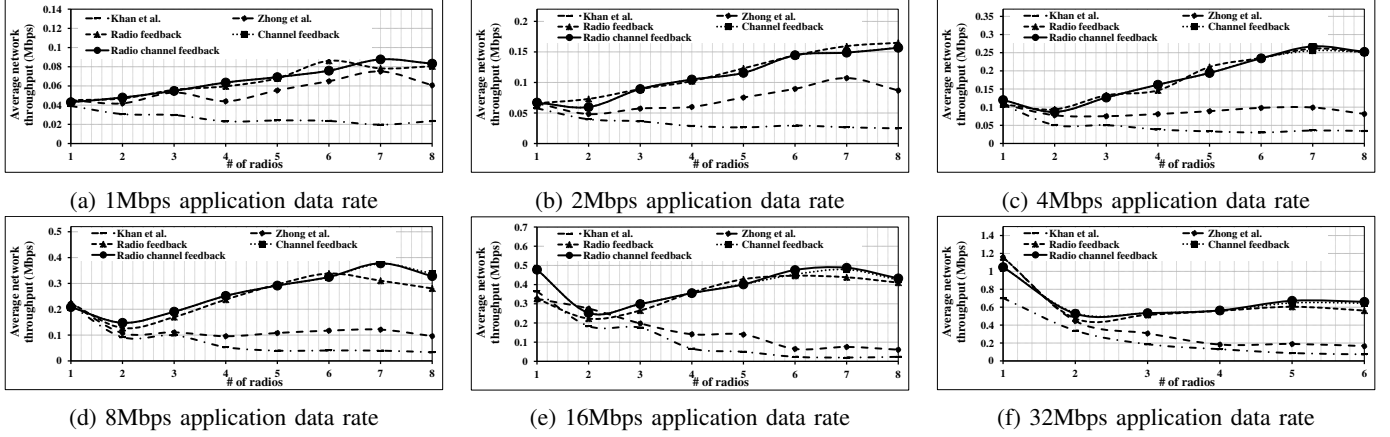 Khan et al.
Zhong et al.
Radio feedback
Channel feedback
Radio channel feedback
Average network throughput (Mbps)
0.14
0.12
0.1
0.08
0.06
0.04
0.02
0
1 2 3 4 5 6 7 8
# of radios
(a) 1Mbps application data rate
Khan et al.
Zhong et al.
Radio feedback
Channel feedback
Radio channel feedback
Average network throughput (Mbps)
0.2
0.15
0.1
0.05
0
1 2 3 4 5 6 7 8
# of radios
(b) 2Mbps application data rate
Khan et al.
Zhong et al.
Radio feedback
Channel feedback
Radio channel feedback
Average network throughput (Mbps)
0.35
0.3
0.25
0.2
0.15
0.1
0.05
0
1 2 3 4 5 6 7 8
# of radios
(c) 4Mbps application data rate
Khan et al.
Zhong et al.
Radio feedback
Channel feedback
Radio channel feedback
Average network throughput (Mbps)
0.5
0.4
0.3
0.2
0.1
0
1 2 3 4 5 6 7 8
# of radios
(d) 8Mbps application data rate
Khan et al.
Zhong et al.
Radio feedback
Channel feedback
Radio channel feedback
Average network throughput (Mbps)
0.7
0.6
0.5
0.4
0.3
0.2
0.1
0
1 2 3 4 5 6 7 8
# of radios
(e) 16Mbps application data rate
Khan et al.
Zhong et al.
Radio feedback
Channel feedback
Radio channel feedback
Average network throughput (Mbps)
1.4
1.2
1
0.8
0.6
0.4
0.2
0
1 2 3 4 5 6
# of radios
(f) 32Mbps application data rate